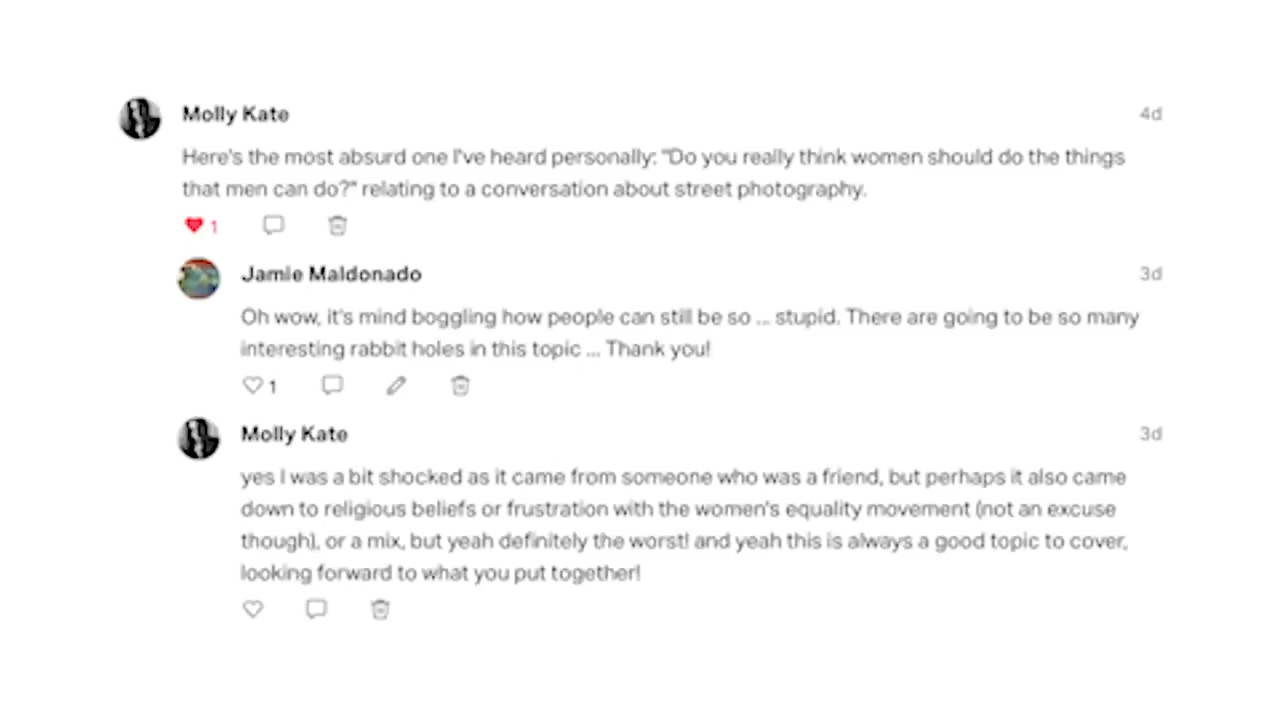 Molly Kate 4d
Here's the most absurd one I've heard personally: "Do you really think women should do the things
that men can do?" relating to a conversation about street photography.
1
Jamie Maldonado 3d
Oh wow, it's mind boggling how people can still be so ... stupid. There are going to be so many
interesting rabbit holes in this topic ... Thank you!
1
Molly Kate 3d
yes I was a bit shocked as it came from someone who was a friend, but perhaps it also came
down to religious beliefs or frustration with the women's equality movement (not an excuse
though), or a mix, but yeah definitely the worst! and yeah this is always a good topic to cover,
looking forward to what you put together!